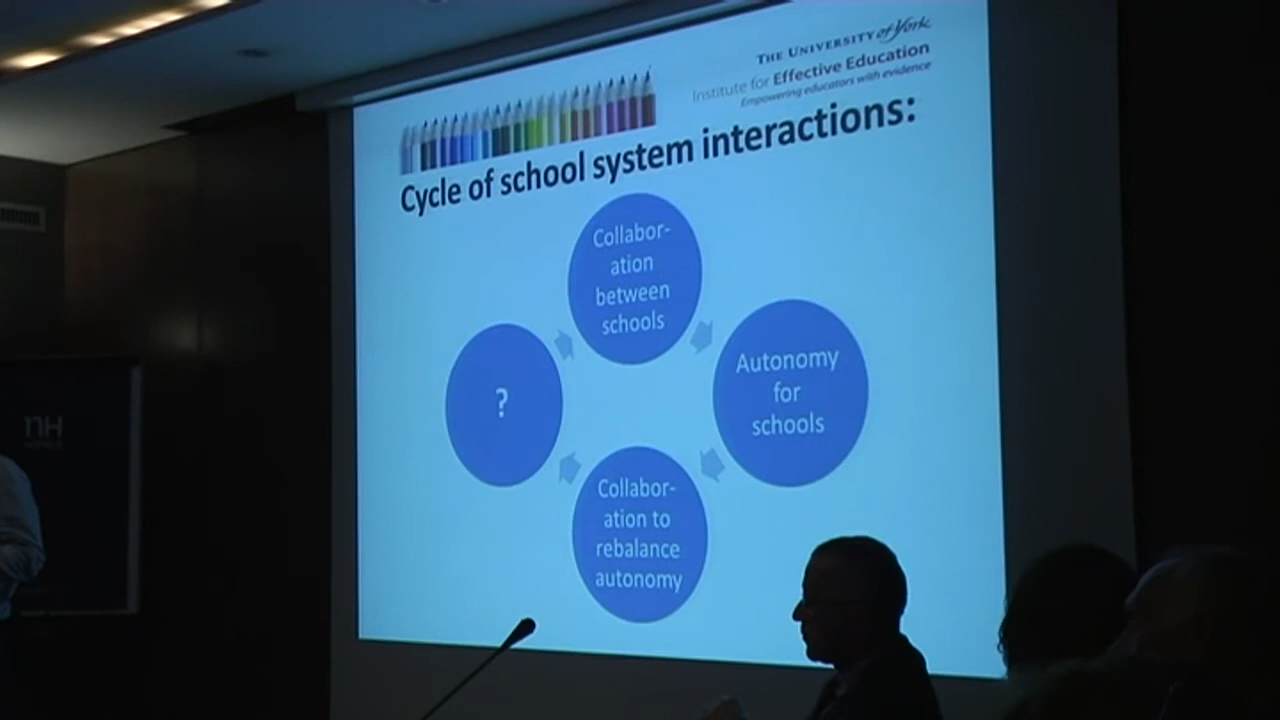 THE UNIVERSITY of York
Institute for Effective Education
Empowering educators with evidence
Cycle of school system interactions:
Collabor-
ation
between
schools
Autonomy
for
schools
?
Collabor-
ation to
rebalance
autonomy
nH